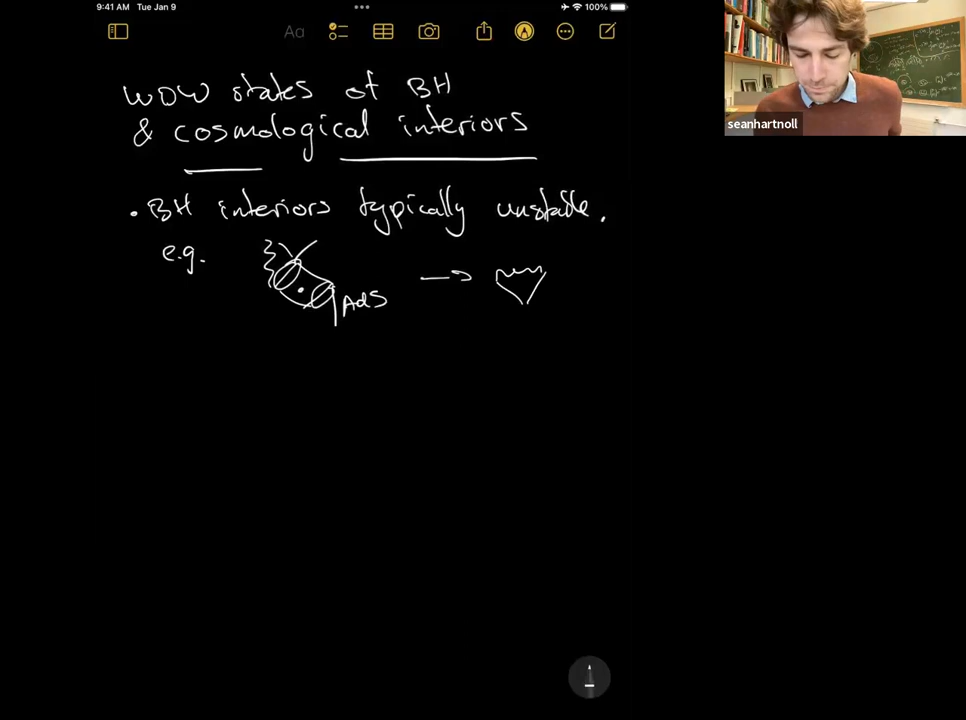 9:41 AM Tue Jan 9
100%
Aa
WDW states of BH
& cosmological interiors
• BH interiors typically unstable.
e.g.
AdS
seanhartnoll